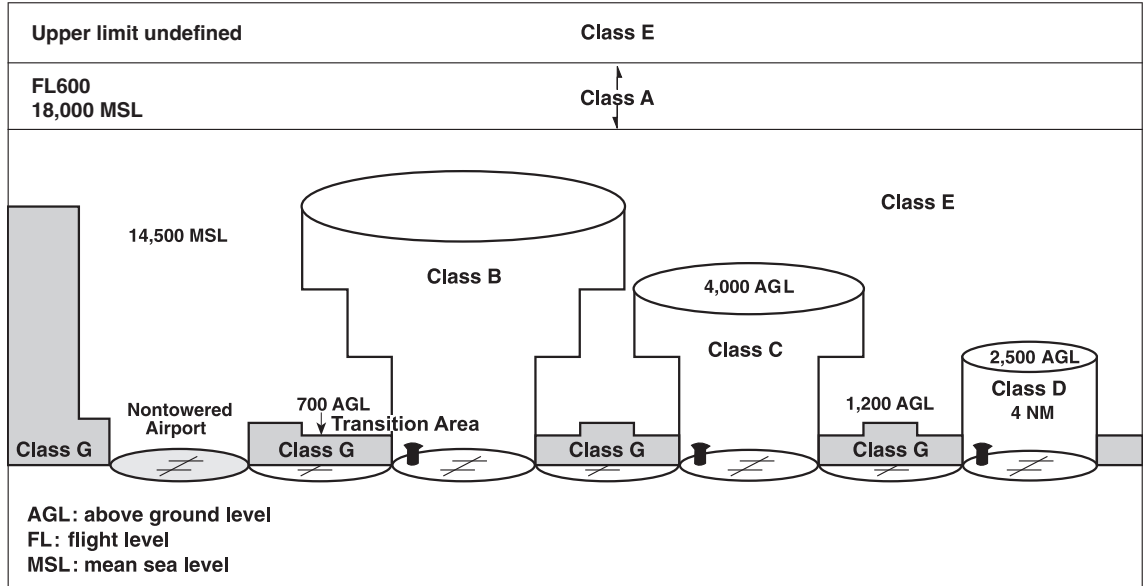 Upper limit undefined
Class E
FL600
18,000 MSL
Class A
Class E
14,500 MSL
Class B
4,000 AGL
Class C
2,500 AGL
Class D
4 NM
Nontowered
Airport
700 AGL
Transition Area
1,200 AGL
Class G
Class G
Class G
Class G
AGL: above ground level
FL: flight level
MSL: mean sea level